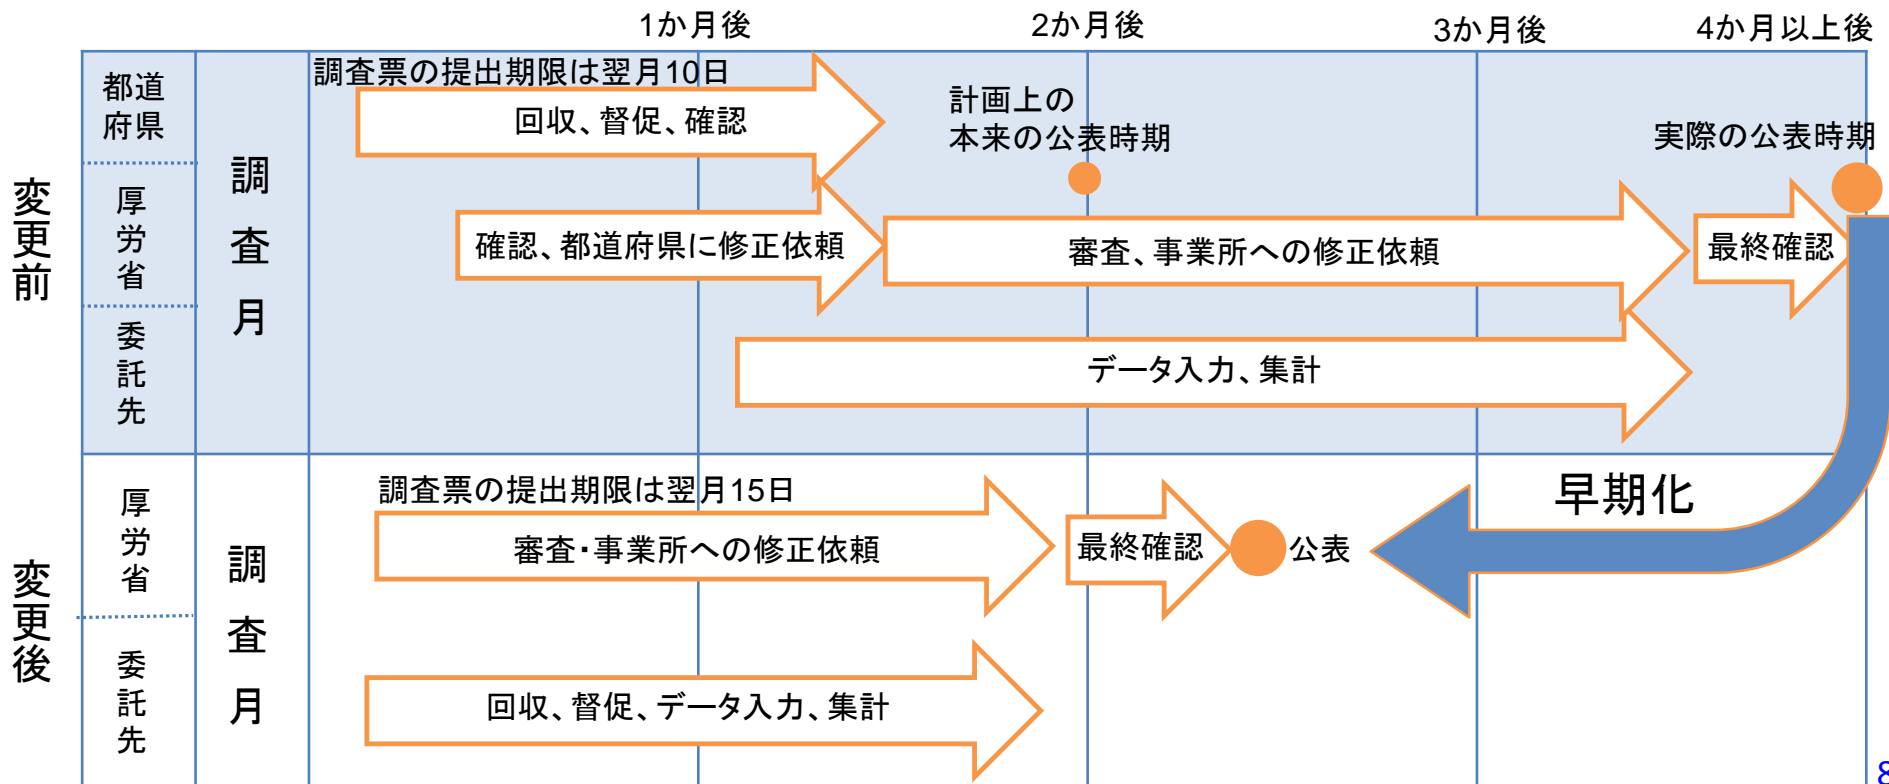 1か月後
2か月後
3か月後
4か月以上後
変更前
都道
府県
厚労省
委託先
調査月
調査票の提出期限は翌月10日
回収、督促、確認
計画上の
本来の公表時期
実際の公表時期
確認、都道府県に修正依頼
審査、事業所への修正依頼
最終確認
データ入力、集計
変更後
厚労省
委託先
調査月
調査票の提出期限は翌月15日
審査・事業所への修正依頼
最終確認
公表
早期化
回収、督促、データ入力、集計
8